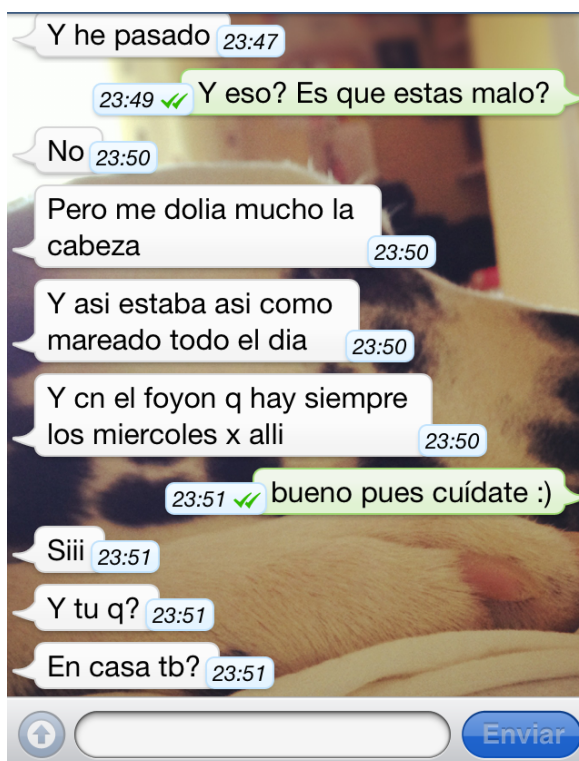 Y he pasado 23:47
23:49 Y eso? Es que estas malo?
No 23:50
Pero me dolia mucho la
cabeza 23:50
Y asi estaba asi como
mareado todo el dia 23:50
Y cn el foyon q hay siempre
los miercoles x alli 23:50
23:51 bueno pues cuídate :)
Siii 23:51
Y tu q? 23:51
En casa tb? 23:51
Enviar